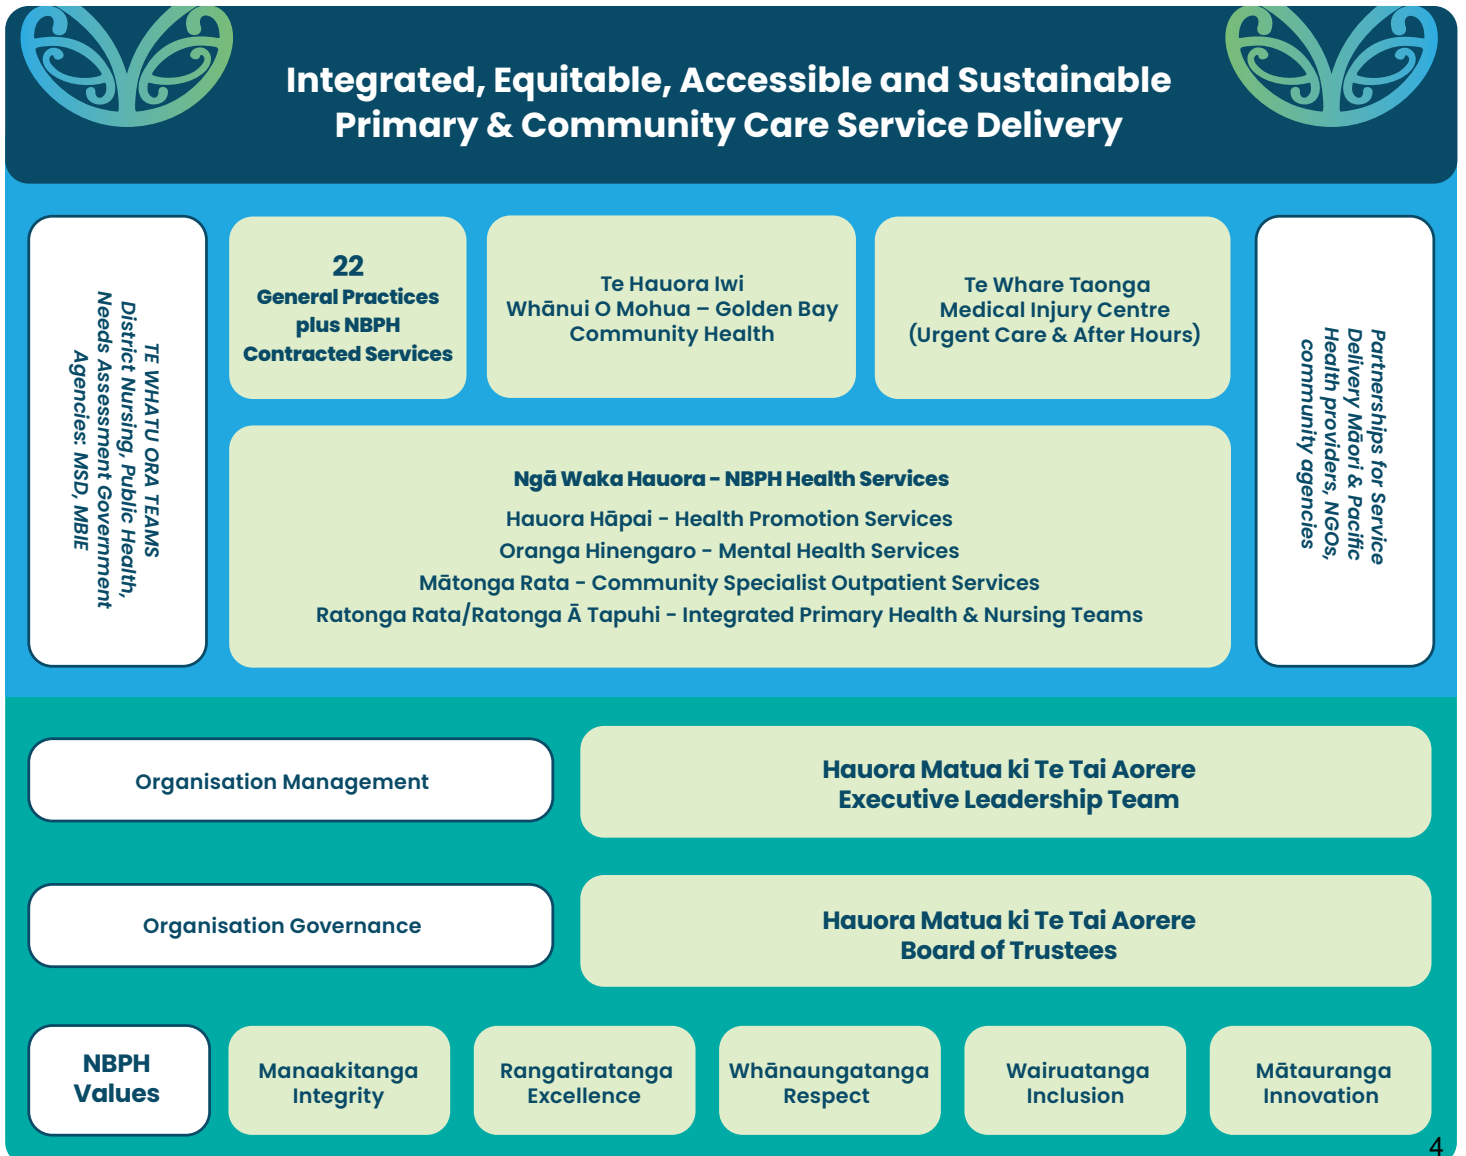 Integrated, Equitable, Accessible and Sustainable
Primary & Community Care Service Delivery
TE WHATU ORA TEAMS
District Nursing, Public Health,
Needs Assessment Government
Agencies: MSD, MBIE
22
General Practices
plus NBPH
Contracted Services
Te Hauora Iwi
Whānui O Mohua – Golden Bay
Community Health
Te Whare Taonga
Medical Injury Centre
(Urgent Care & After Hours)
Partnerships for Service
Delivery Māori & Pacific
Health providers, NGOs,
community agencies
Ngā Waka Hauora - NBPH Health Services
Hauora Hāpai - Health Promotion Services
Oranga Hinengaro - Mental Health Services
Mātonga Rata - Community Specialist Outpatient Services
Ratonga Rata/Ratonga Ā Tapuhi - Integrated Primary Health & Nursing Teams
Organisation Management
Hauora Matua ki Te Tai Aorere
Executive Leadership Team
Organisation Governance
Hauora Matua ki Te Tai Aorere
Board of Trustees
NBPH
Values
Manaakitanga
Integrity
Rangatiratanga
Excellence
Whānaungatanga
Respect
Wairuatanga
Inclusion
Mātauranga
Innovation
4